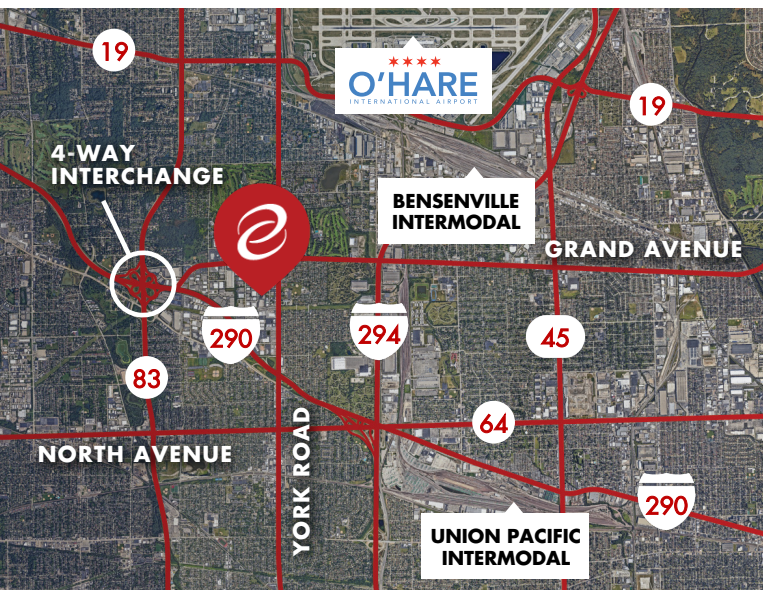 19
★★★★
O'HARE
INTERNATIONAL AIRPORT
19
4-WAY
INTERCHANGE
BENSENVILLE
INTERMODAL
GRAND AVENUE
290
294
45
83
64
NORTH AVENUE
YORK ROAD
290
UNION PACIFIC
INTERMODAL